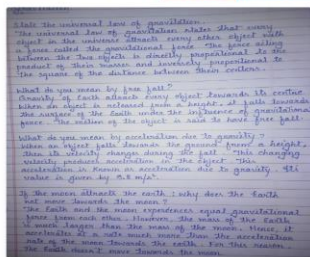 State the universal law of gravitation.
The universal law of gravitation states that every
object in the universe attracts every other object with
a force called the gravitational force. The force acting
between the two objects is directly proportional to the
product of their masses and inversely proportional to
the square of the distance between their centers.
What do you mean by free fall?
Gravity of Earth attracts every object towards its centre.
When an object is released from a height, it falls towards
the surface of the Earth under the influence of gravitational
force. The motion of the object is said to have free fall.
What do you mean by acceleration due to gravity?
When an object falls towards the ground from a height,
then its velocity changes during the fall. This changing
velocity produces acceleration in the object. This
acceleration is known as acceleration due to gravity. Its
value is given by 9.8 m/s².
If the moon attracts the earth, why does the Earth
not move towards the moon?
The Earth and the moon experiences equal gravitational
force from each other. However, the mass of the Earth
is much larger than the mass of the moon. Hence, it
accelerates at a rate much more than the acceleration
rate of the moon towards the Earth. For this reason,
the Earth doesn't move towards the moon.